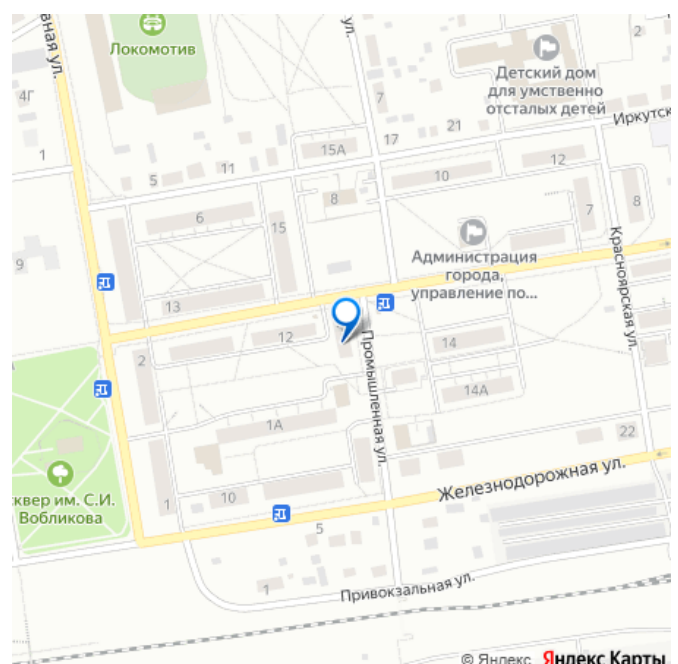 вная ул.
Локомотив
ул.
2
Детский дом
для умственно
отсталых детей
4Г
7
Иркутск
1
17
21
15А
5
11
12
10
8
7
8
6
15
9
Администрация
города,
управление по...
Красноярская ул.
13
12
14
2
Промышленная ул.
14А
1А
22
сквер им. С.И.
Вобликова
10
1
Железнодорожная ул.
5
1
Привокзальная ул.
© Яндекс Яндекс Карты